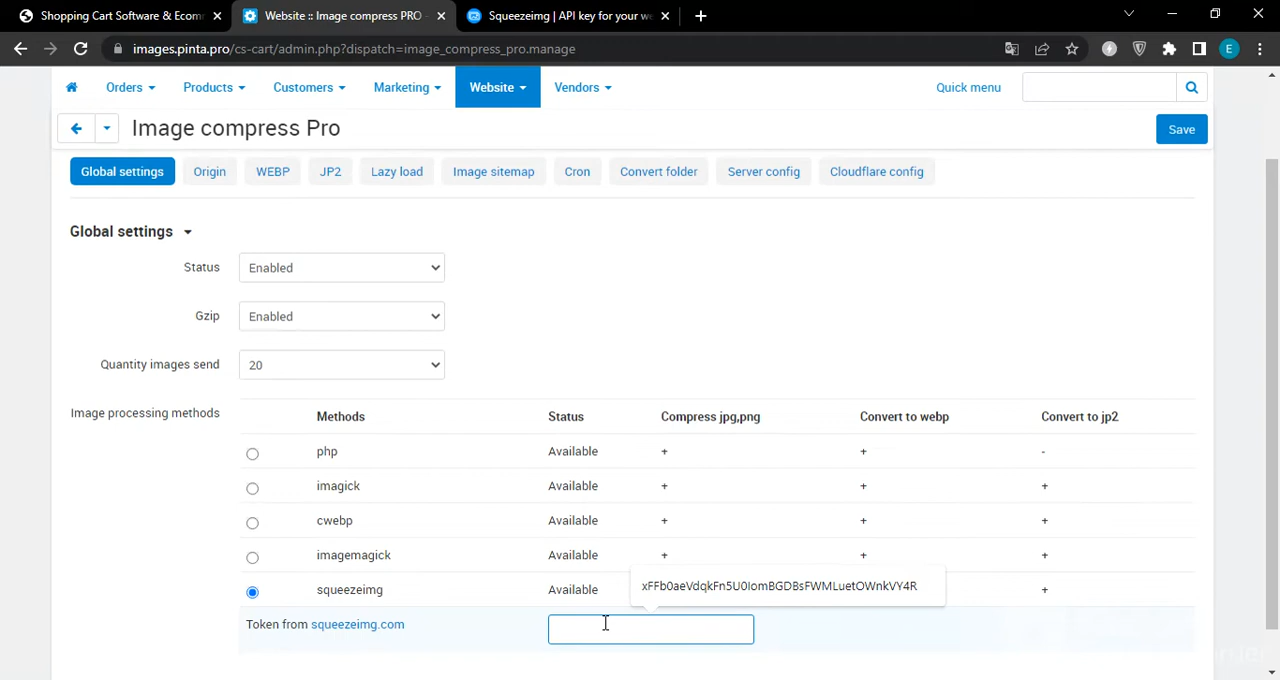 Shopping Cart Software & Ecom
Website :: Image compress PRO -
Squeezeimg | API key for your we
images.pinta.pro/cs-cart/admin.php?dispatch=image_compress_pro.manage
E
Orders
Products
Customers
Marketing
Website
Vendors
Quick menu
Image compress Pro
Save
Global settings
Origin
WEBP
JP2
Lazy load
Image sitemap
Cron
Convert folder
Server config
Cloudflare config
Global settings
Status
Enabled
Gzip
Enabled
Quantity images send
20
Image processing methods
Methods Status Compress jpg,png Convert to webp Convert to jp2
php Available + + -
imagick Available + + +
cwebp Available + + +
imagemagick Available + + +
squeezeimg Available +
xFFb0aeVdqkFn5U0IomBGDBsFWMLuetOWnkVY4R
Token from squeezeimg.com